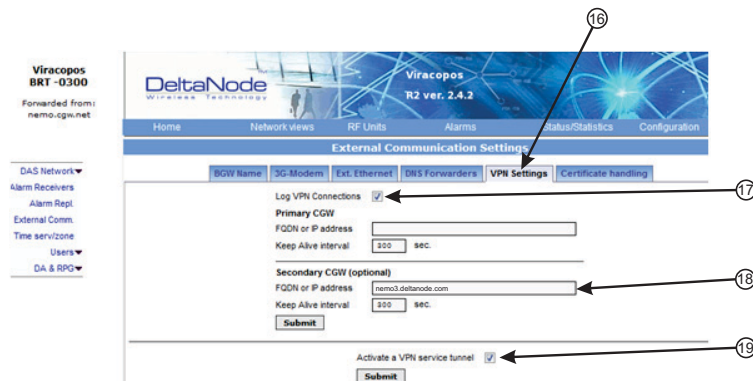 16
Viracopos
BRT -0300
Forwarded from:
nemo.cgw.net
DeltaNode
Wireless Technology
Viracopos
R2 ver. 2.4.2
Home Network views RF Units Alarms Status/Statistics Configuration
External Communication Settings
BGW Name 3G-Modem Ext. Ethernet DNS Forwarders VPN Settings Certificate handling
DAS Network
Alarm Receivers
Alarm Repl.
External Comm.
Time serv/zone
Users
DA & RPG
Log VPN Connections
17
Primary CGW
FQDN or IP address
Keep Alive interval 300 sec.
Secondary CGW (optional)
FQDN or IP address nemo3.deltanode.com
18
Keep Alive interval 300 sec.
Submit
Activate a VPN service tunnel
19
Submit